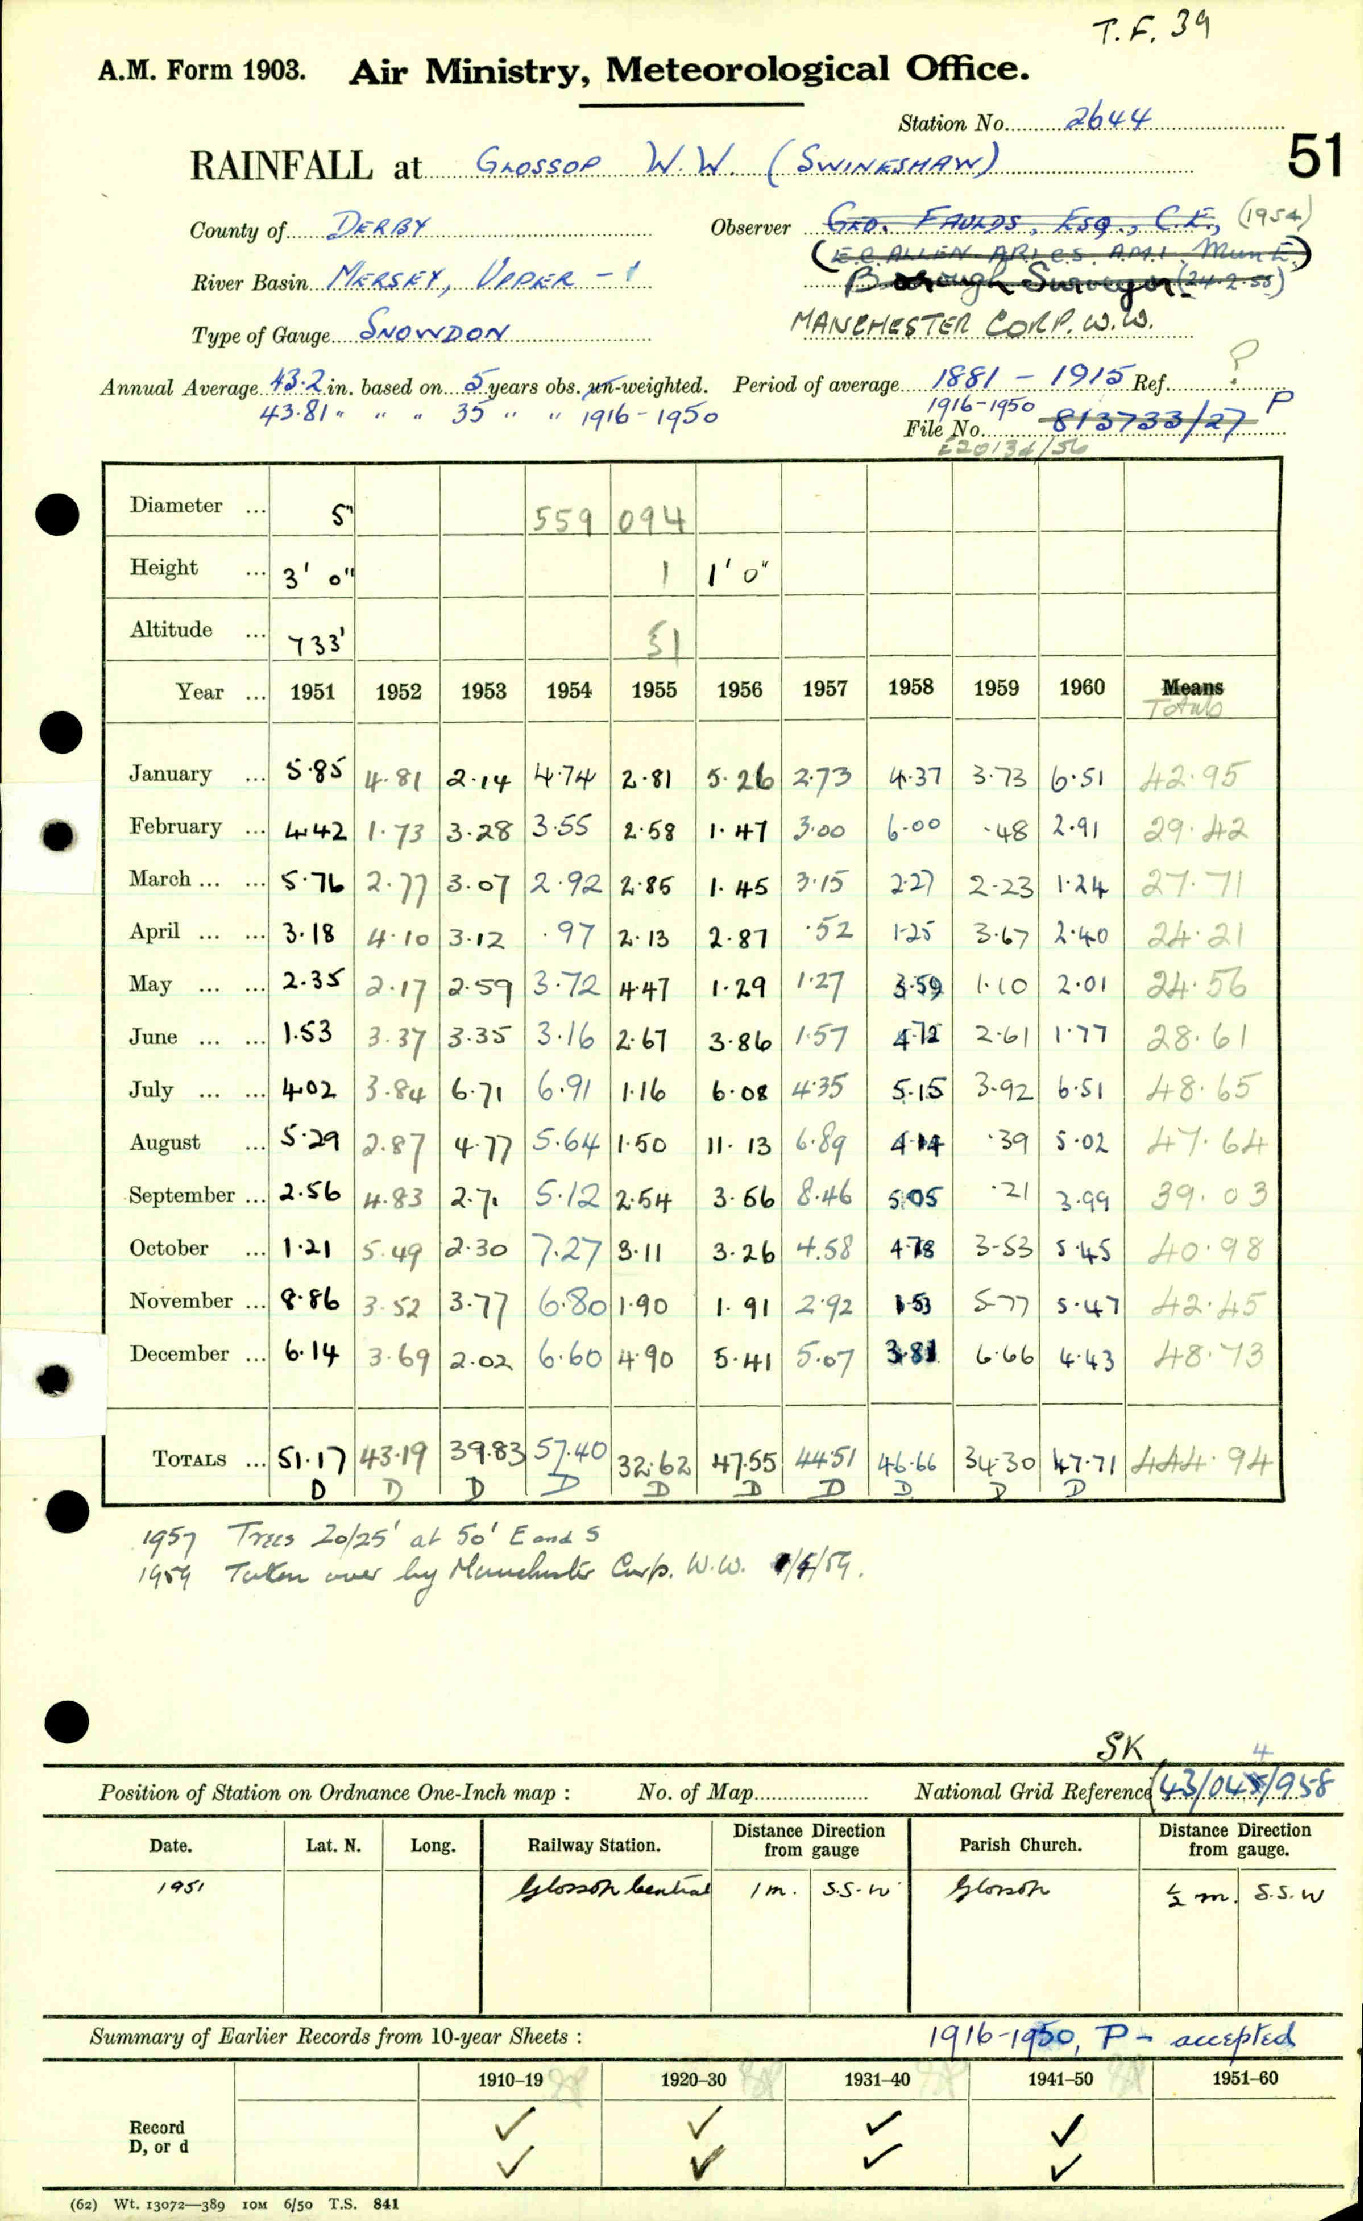 T.F. 39
A.M. Form 1903. Air Ministry, Meteorological Office.
Station No. 2644
51
RAINFALL at GLOSSOP W.W. (SWINESHAW)
County of DERBY Observer GEO. FAULDS, ESQ., C.E., (1954)
(E.C. ALLEN A.R.I.C.S. A.M.I. Mun E.)
River Basin MERSEY, UPPER - 1 Borough Surveyor. (24.2.55)
Type of Gauge SNOWDON MANCHESTER CORP. W.W.
Annual Average 43.2 in. based on 5 years obs. un-weighted. Period of average 1881 - 1915 Ref. ?
43.81 " " " 35 " " 1916-1950 1916-1950 P
File No. 813733/27
E20134/56
Diameter ... 5" 559 094
Height ... 3' 0" 1 1' 0"
Altitude ... 733' 51
Year ... 1951 1952 1953 1954 1955 1956 1957 1958 1959 1960 Means
Totals
January ... 5.85 4.81 2.14 4.74 2.81 5.26 2.73 4.37 3.73 6.51 42.95
February ... 4.42 1.73 3.28 3.55 2.58 1.47 3.00 6.00 .48 2.91 29.42
March ... ... 5.76 2.77 3.07 2.92 2.85 1.45 3.15 2.27 2.23 1.24 27.71
April ... ... 3.18 4.10 3.12 .97 2.13 2.87 .52 1.25 3.67 2.40 24.21
May ... ... 2.35 2.17 2.59 3.72 4.47 1.29 1.27 3.59 1.10 2.01 24.56
June ... ... 1.53 3.37 3.35 3.16 2.67 3.86 1.57 4.72 2.61 1.77 28.61
July ... ... 4.02 3.84 6.71 6.91 1.16 6.08 4.35 5.15 3.92 6.51 48.65
August ... 5.29 2.87 4.77 5.64 1.50 11.13 6.89 4.14 .39 5.02 47.64
September ... 2.56 4.83 2.71 5.12 2.54 3.56 8.46 5.05 .21 3.99 39.03
October ... 1.21 5.49 2.30 7.27 3.11 3.26 4.58 4.78 3.53 5.45 40.98
November ... 8.86 3.52 3.77 6.80 1.90 1.91 2.92 1.53 5.77 5.47 42.45
December ... 6.14 3.69 2.02 6.60 4.90 5.41 5.07 3.81 6.66 4.43 48.73
TOTALS ... 51.17 43.19 39.83 57.40 32.62 47.55 44.51 46.66 34.30 47.71 444.94
D D D D D D D D D D
1957 Trees 20/25' at 50' E and S
1959 Taken over by Manchester Corp. W.W. 1/4/59.
SK 4
Position of Station on Ordnance One-Inch map : No. of Map National Grid Reference (43/045/958
Date. Lat. N. Long. Railway Station. Distance from gauge Direction Parish Church. Distance from gauge. Direction
1951 Glossop Central 1 m. S.S.W Glossop ½ m. S.S.W
Summary of Earlier Records from 10-year Sheets : 1916-1950, P - accepted
1910-19 1920-30 1931-40 1941-50 1951-60
Record ✓ ✓ ✓ ✓
D, or d ✓ ✓ ✓ ✓
(62) Wt. 13072—389 10M 6/50 T.S. 841